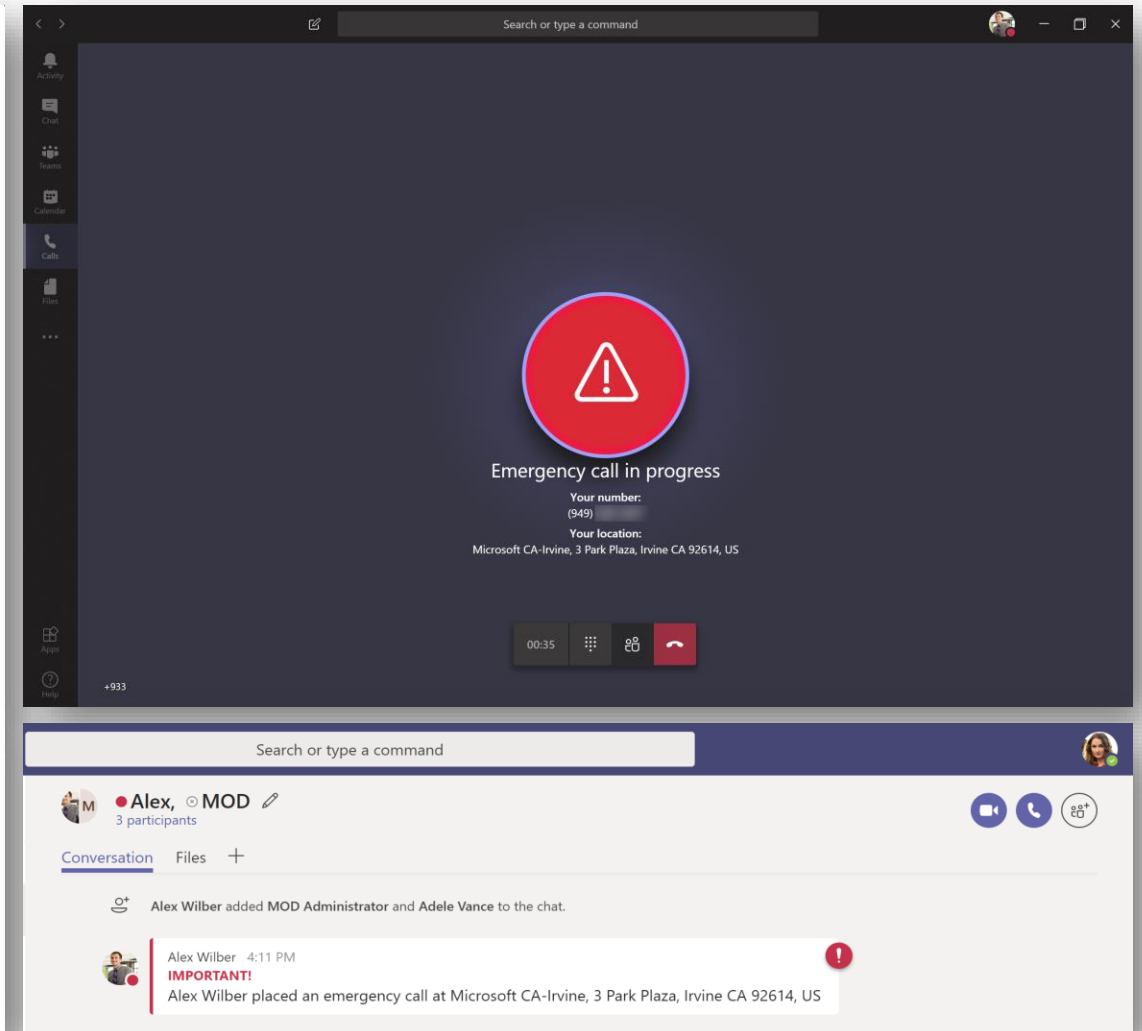 Search or type a command
Activity
Chat
Teams
Calendar
Calls
Files
Emergency call in progress
Your number:
(949)
Your location:
Microsoft CA-Irvine, 3 Park Plaza, Irvine CA 92614, US
00:35
Apps
Help
+933
Search or type a command
M
Alex, MOD
3 participants
Conversation Files +
Alex Wilber added MOD Administrator and Adele Vance to the chat.
Alex Wilber 4:11 PM
IMPORTANT!
Alex Wilber placed an emergency call at Microsoft CA-Irvine, 3 Park Plaza, Irvine CA 92614, US